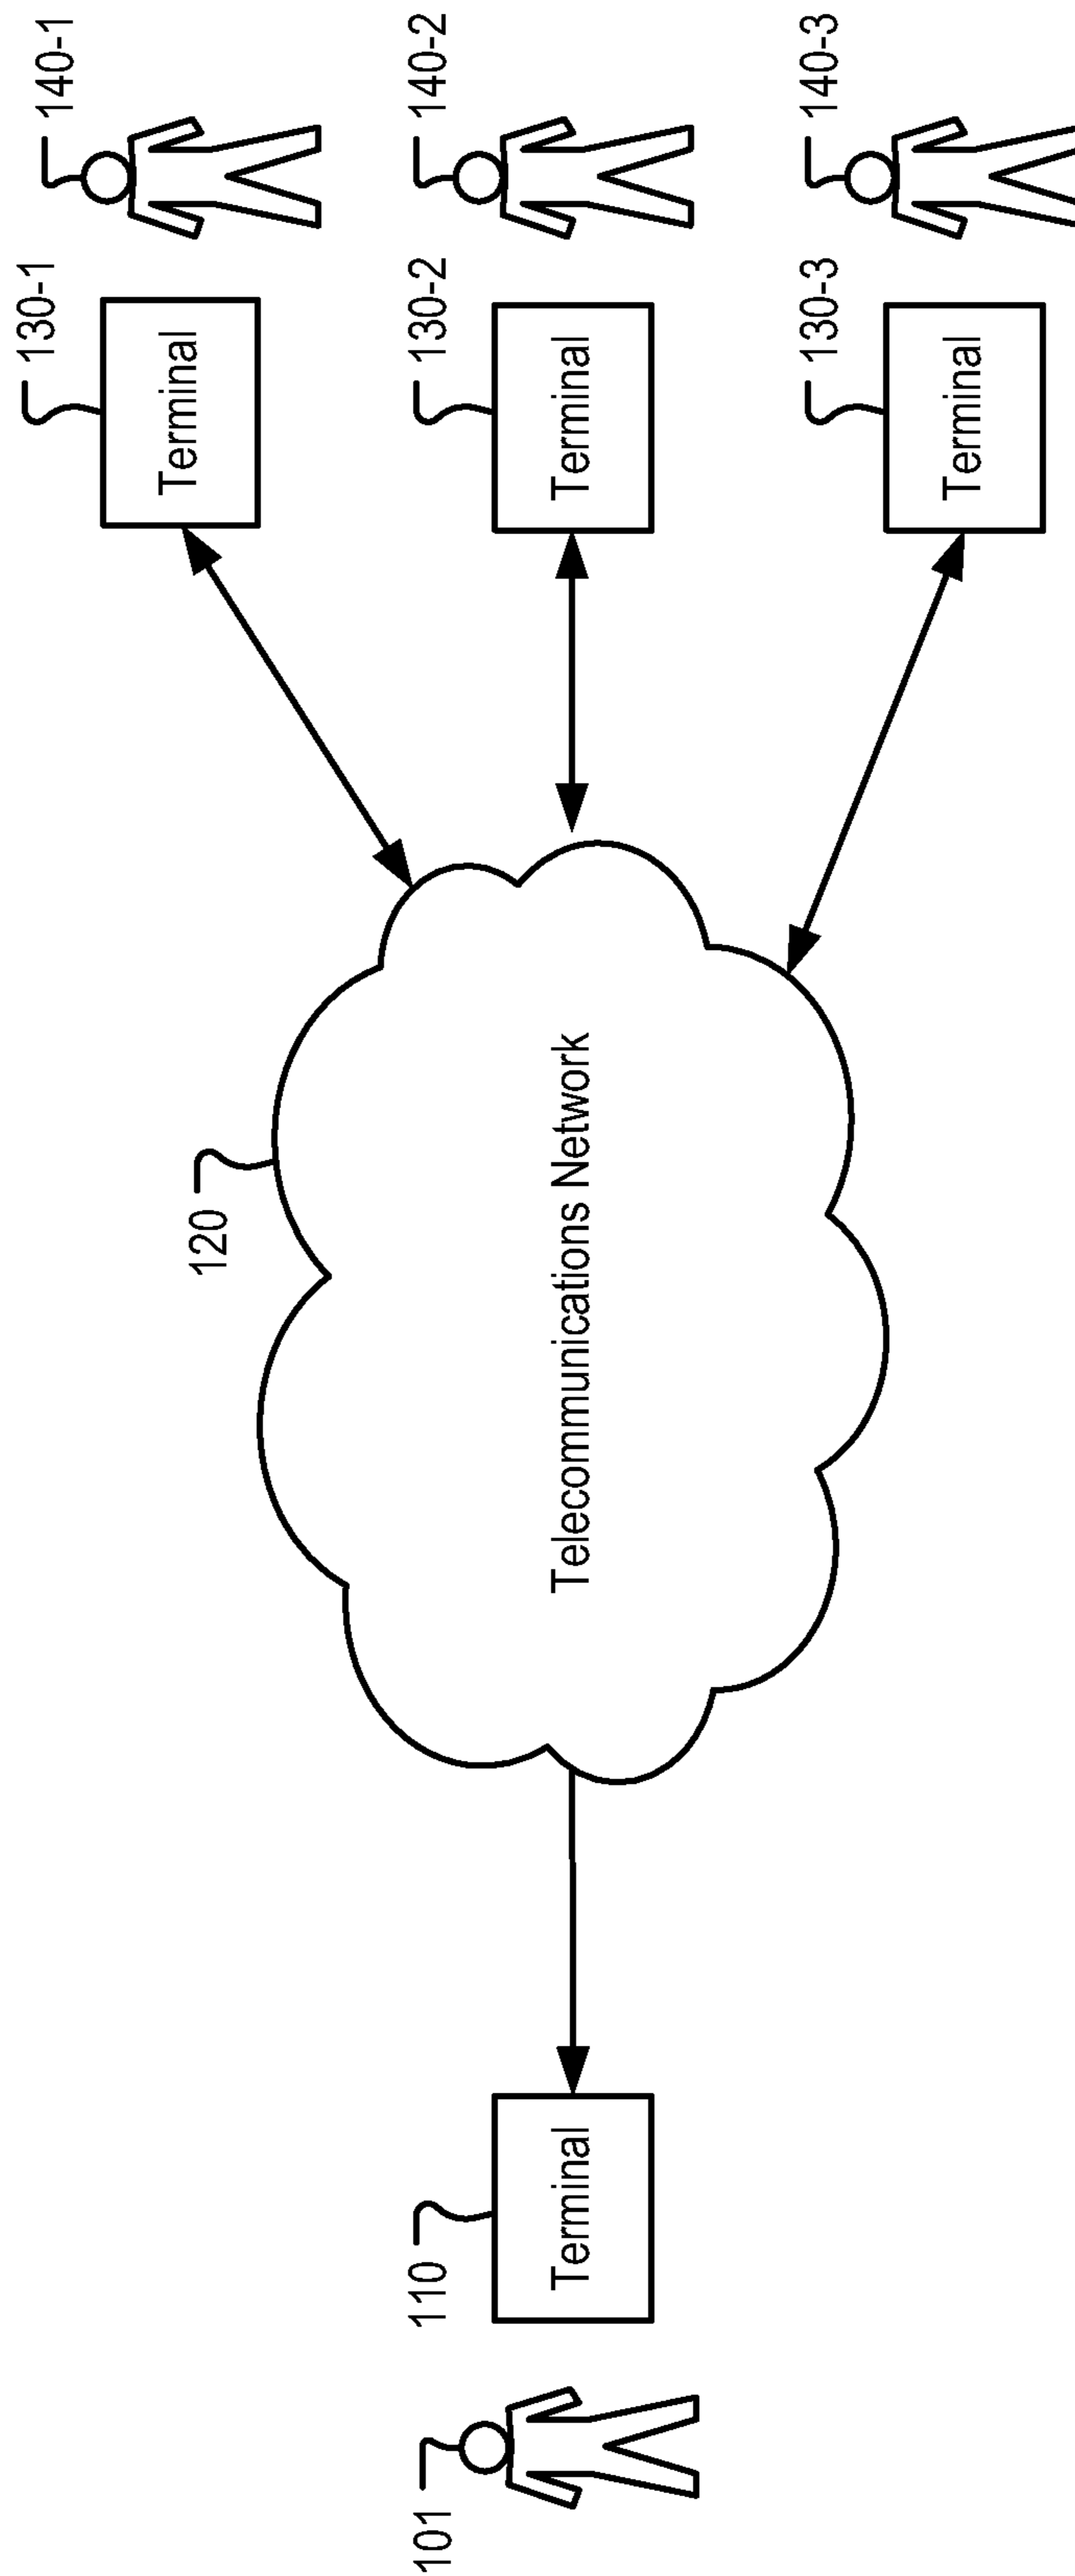 101
110
Terminal
120
Telecommunications Network
130-1
Terminal
140-1
130-2
Terminal
140-2
130-3
Terminal
140-3